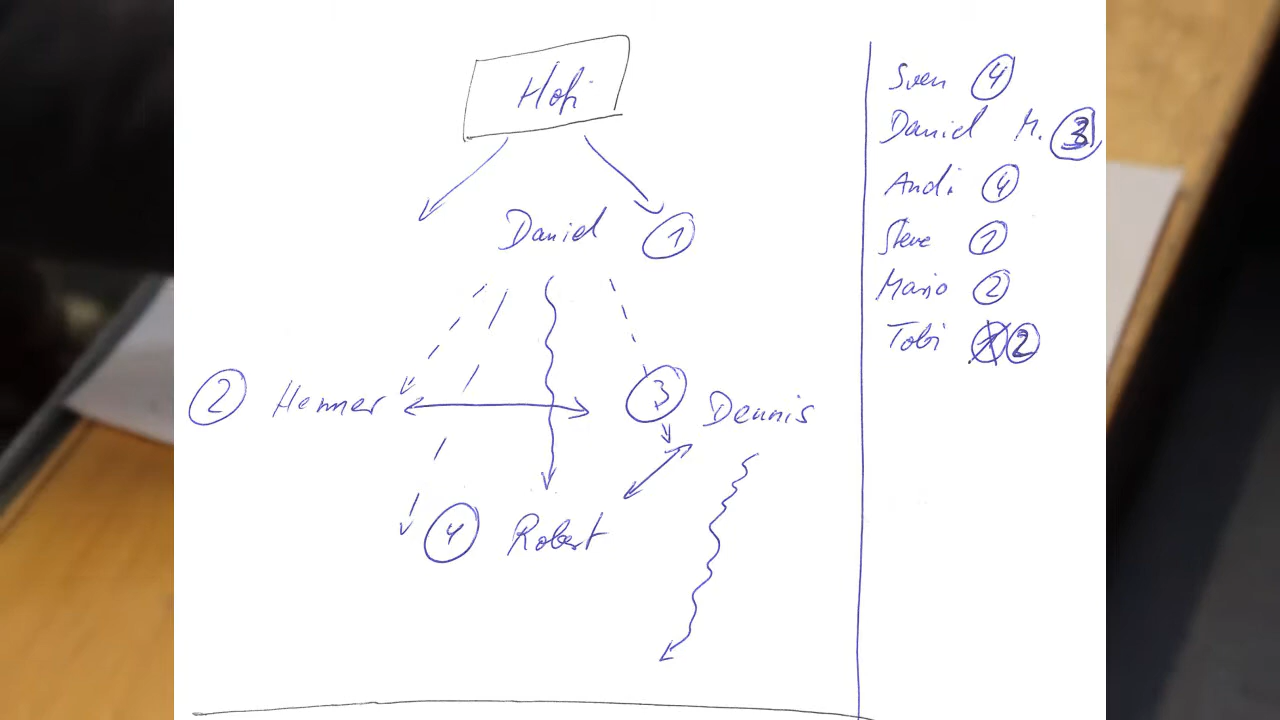 Hofi
Daniel 1
2 Henner
3 Dennis
4 Robert
Sven 4
Daniel M. 3
Andi 4
Steve 1
Mario 2
Tobi 2